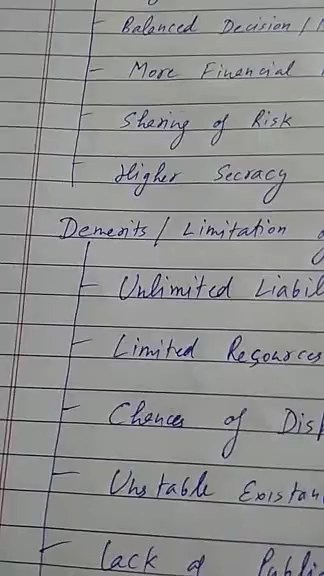 Balanced Decision /
More Financial
Sharing of Risk
Higher Secracy
Demerits / Limitation
Unlimited Liabil
Limited Resources
Chances of Dis
Unstable Existan
Lack of Public